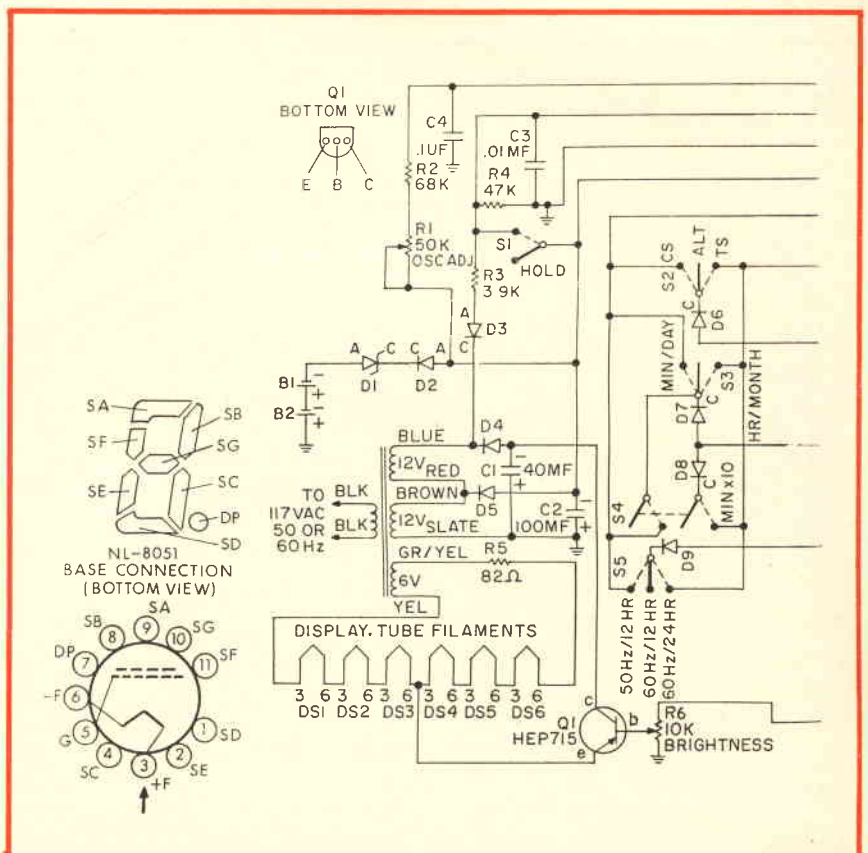 Q1
BOTTOM VIEW
E B C
C4
.1UF
R2
68K
C3
.01MF
R4
47K
R1
50K
OSC ADJ
S1
HOLD
R3
3.9K
A
D3
C
A C C A
D1 D2
B1
B2
S2 CS
ALT
TS
C
D6
MIN/DAY
S3
D7
C
HR/MONTH
D8
C
MIN x 10
S4
D9
S5
50Hz/12HR
60Hz/12HR
60Hz/24HR
SA
SB
SF
SG
SE
SC
DP
SD
NL-8051
BASE CONNECTION
(BOTTOM VIEW)
BLUE
D4
12V
RED
C1
40MF
TO
117VAC
50 OR
60 Hz
BLK
BLK
BROWN
D5
12V
SLATE
C2
100MF
GR/YEL
R5
82Ω
6V
YEL
DISPLAY. TUBE FILAMENTS
3 6 3 6 3 6 3 6 3 6 3 6
DS1 DS2 DS3 DS4 DS5 DS6
c
Q1
HEP715
b
e
R6
10K
BRIGHTNESS
SA
9
SB
8
SG
10
DP
7
SF
11
-F
6
G
5
SD
1
SC
4
SE
2
3
+F